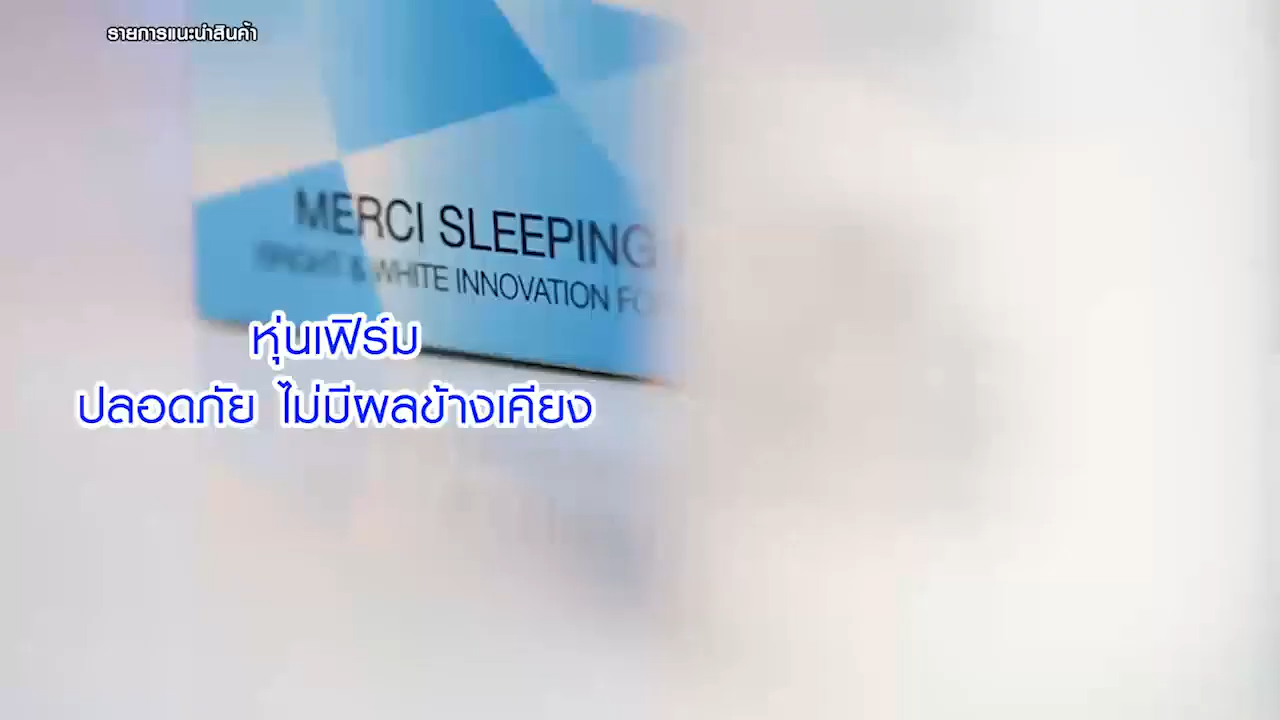 รายการแนะนำสินค้า
MERCI SLEEPING
BRIGHT & WHITE INNOVATION
หุ่นเฟิร์ม
ปลอดภัย ไม่มีผลข้างเคียง